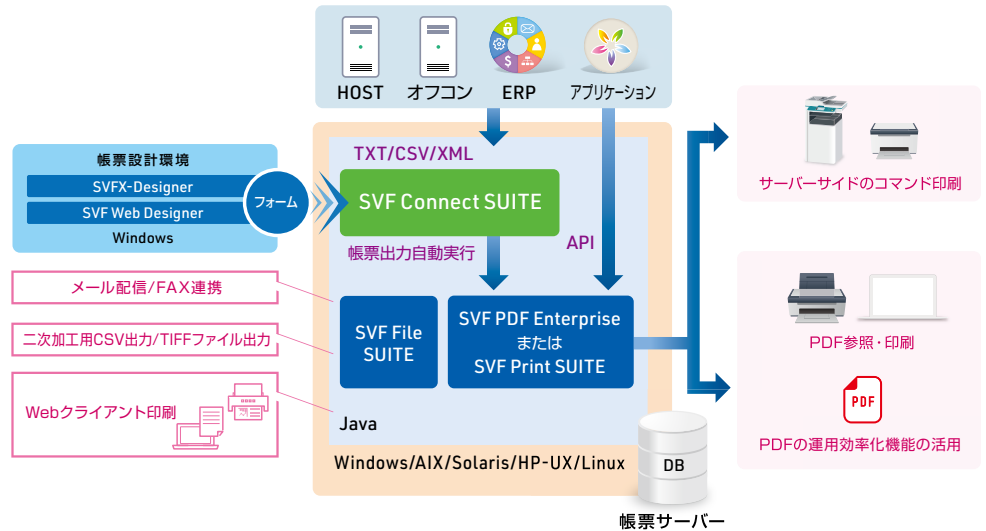 HOST
オフコン
ERP
アプリケーション
帳票設計環境
SVFX-Designer
SVF Web Designer
Windows
フォーム
TXT/CSV/XML
SVF Connect SUITE
帳票出力自動実行
API
メール配信/FAX連携
二次加工用CSV出力/TIFFファイル出力
Webクライアント印刷
SVF File
SUITE
SVF PDF Enterprise
または
SVF Print SUITE
Java
Windows/AIX/Solaris/HP-UX/Linux
DB
帳票サーバー
サーバーサイドのコマンド印刷
PDF参照・印刷
PDF
PDFの運用効率化機能の活用